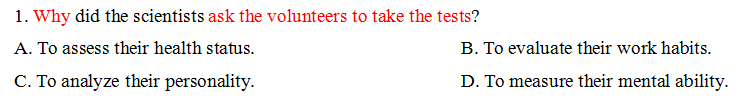 1. Why did the scientists ask the volunteers to take the tests?
A. To assess their health status. B. To evaluate their work habits.
C. To analyze their personality. D. To measure their mental ability.